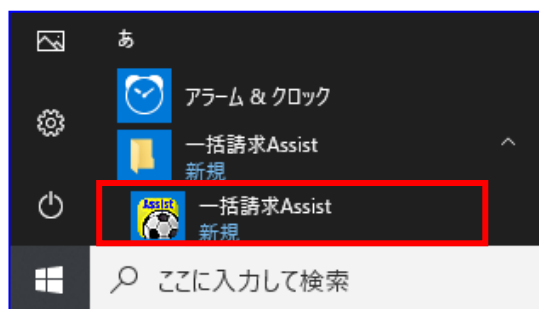 あ
アラーム & クロック
一括請求Assist
新規
Assist
一括請求Assist
新規
ここに入力して検索